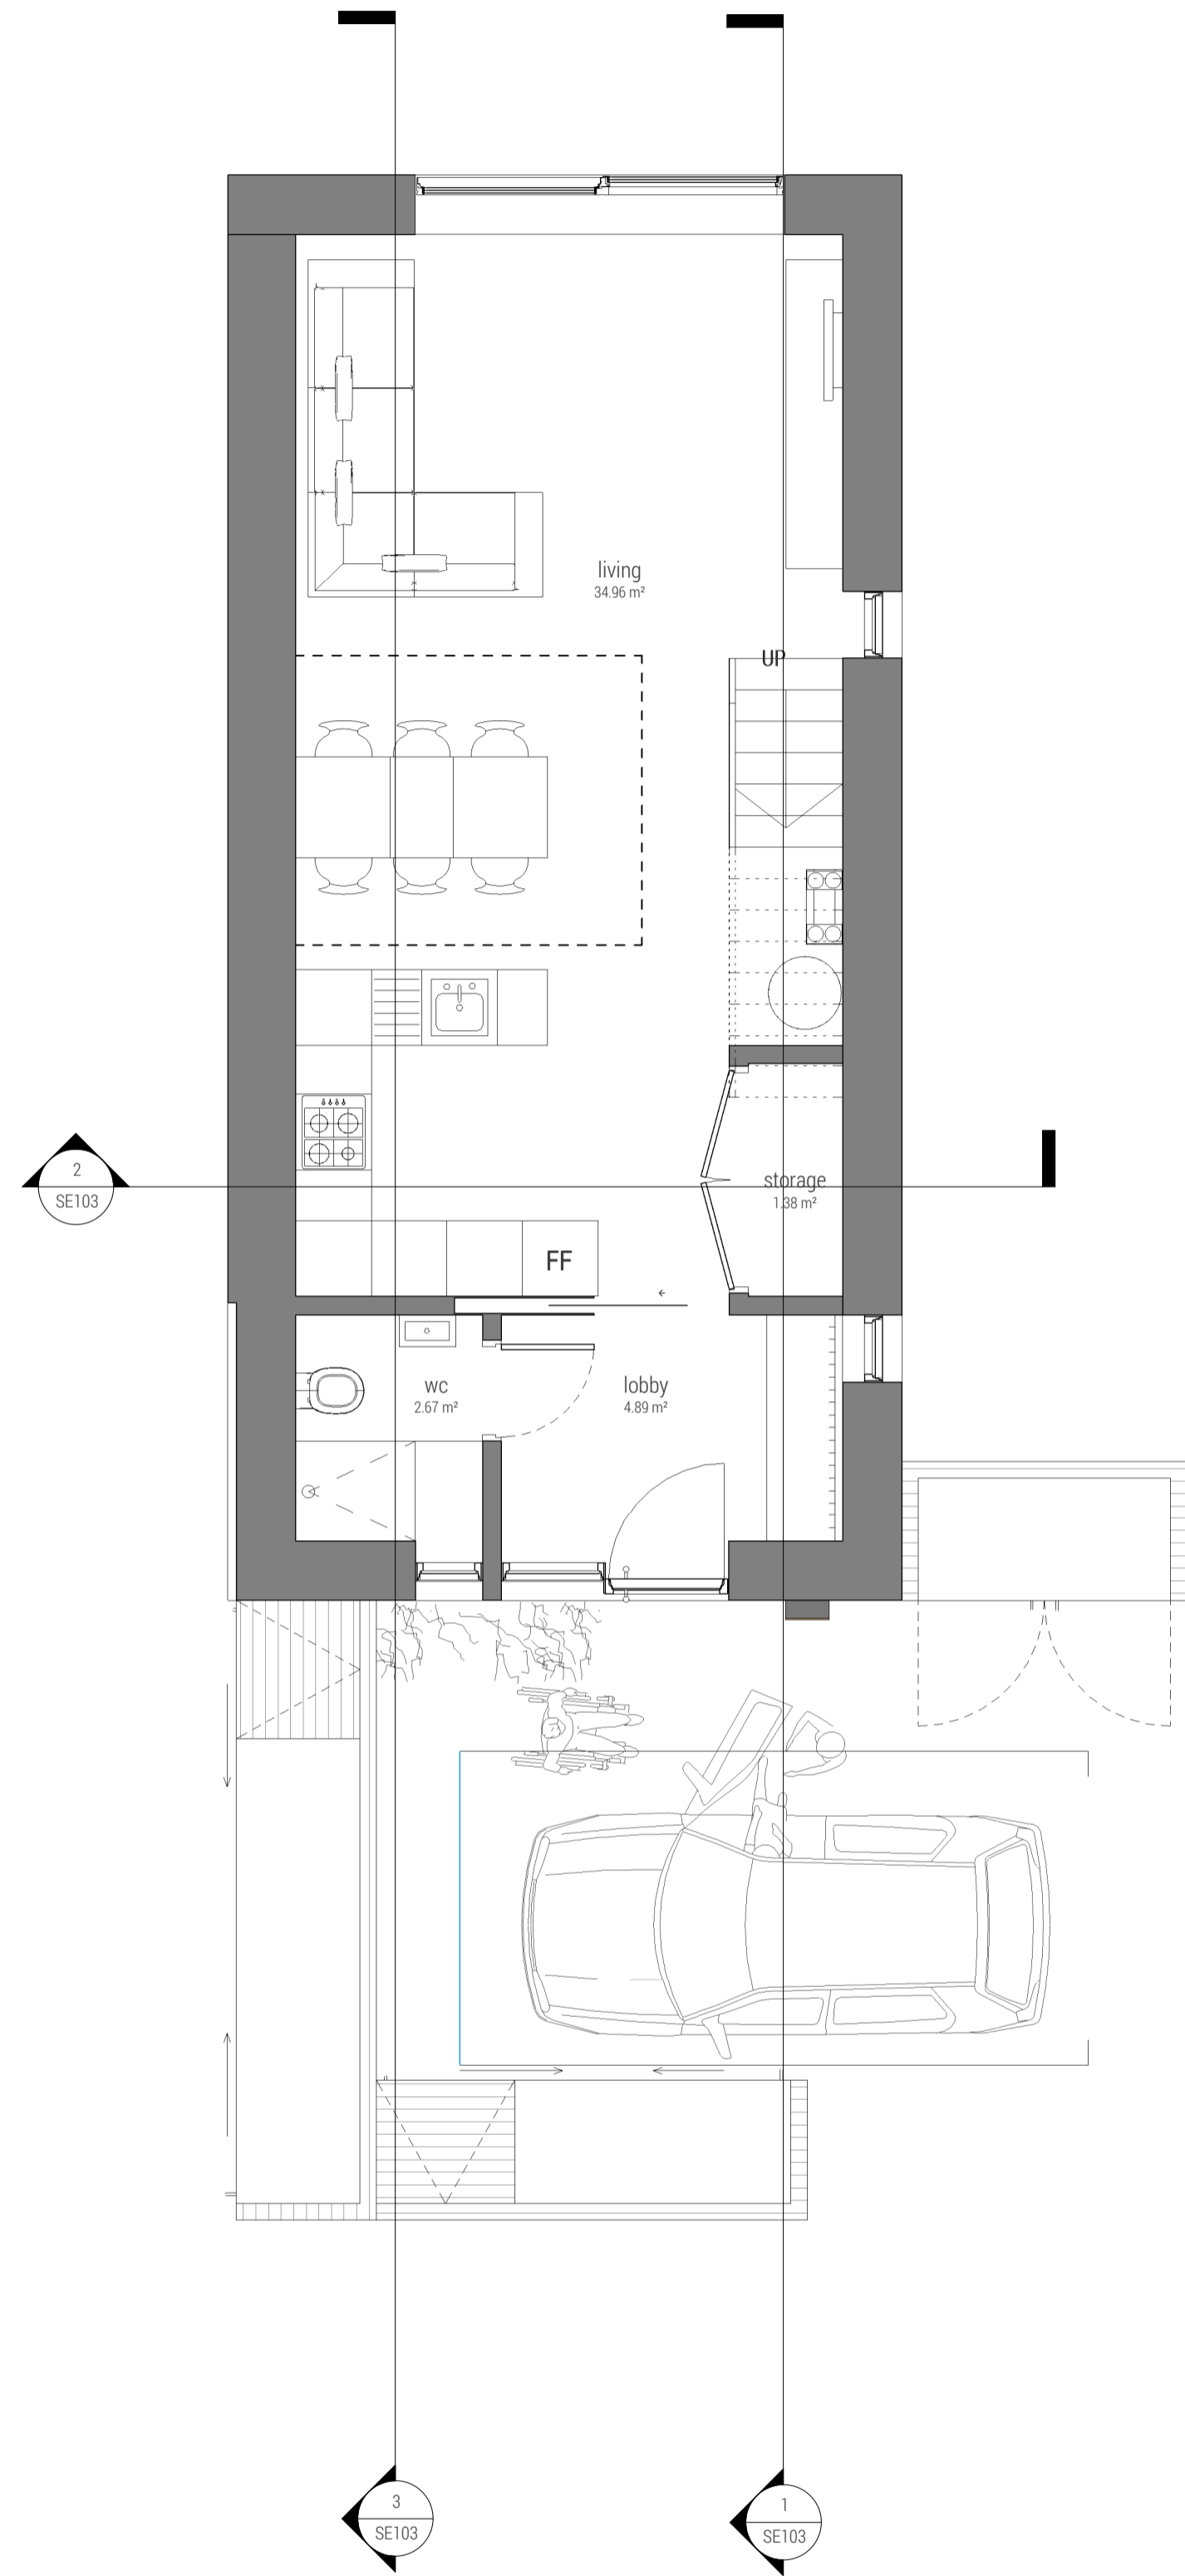 living
34.96 m²
UP
2
SE103
storage
1.38 m²
FF
wc
2.67 m²
lobby
4.89 m²
3
SE103
1
SE103